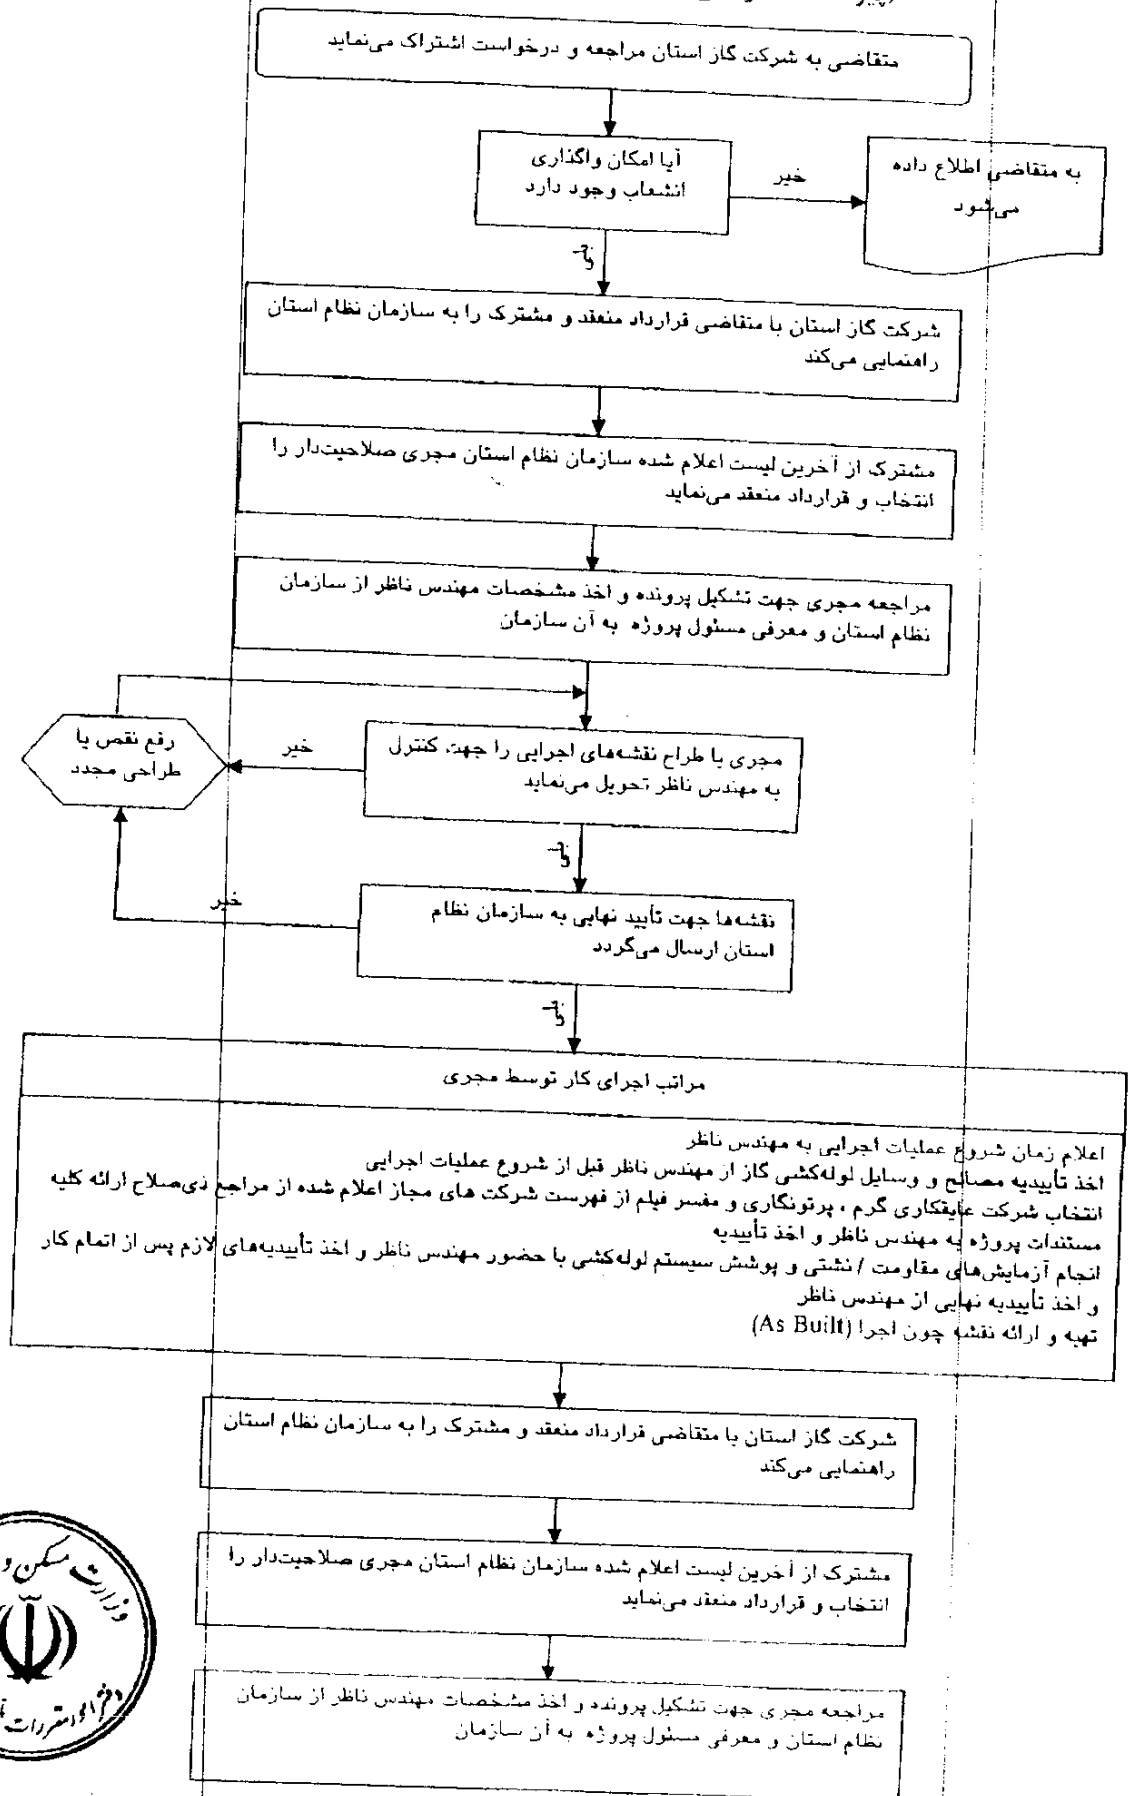 متقاضی به شرکت گاز استان مراجعه و درخواست اشتراک می‌نماید
آیا امکان واگذاری
انشعاب وجود دارد
خیر
به متقاضی اطلاع داده
می‌شود
بلی
شرکت گاز استان با متقاضی قرارداد منعقد و مشترک را به سازمان نظام استان
راهنمایی می‌کند
مشترک از آخرین لیست اعلام شده سازمان نظام استان مجری صلاحیت‌دار را
انتخاب و قرارداد منعقد می‌نماید
مراجعه مجری جهت تشکیل پرونده و اخذ مشخصات مهندس ناظر از سازمان
نظام استان و معرفی مسئول پروژه به آن سازمان
مجری یا طراح نقشه‌های اجرایی را جهت کنترل
به مهندس ناظر تحویل می‌نماید
خیر
رفع نقص یا
طراحی مجدد
بلی
نقشه‌ها جهت تأیید نهایی به سازمان نظام
استان ارسال می‌گردد
خیر
بلی
مراتب اجرای کار توسط مجری
اعلام زمان شروع عملیات اجرایی به مهندس ناظر
اخذ تأییدیه مصالح و وسایل لوله‌کشی گاز از مهندس ناظر قبل از شروع عملیات اجرایی
انتخاب شرکت عایقکاری گرم ، پرتونگاری و مفسر فیلم از فهرست شرکت های مجاز اعلام شده از مراجع ذی‌صلاح ارائه کلیه
مستندات پروژه به مهندس ناظر و اخذ تأییدیه
انجام آزمایش‌های مقاومت / نشتی و پوشش سیستم لوله‌کشی با حضور مهندس ناظر و اخذ تأییدیه‌های لازم پس از اتمام کار
و اخذ تأییدیه نهایی از مهندس ناظر
تهیه و ارائه نقشه چون اجرا (As Built)
شرکت گاز استان با متقاضی قرارداد منعقد و مشترک را به سازمان نظام استان
راهنمایی می‌کند
مشترک از آخرین لیست اعلام شده سازمان نظام استان مجری صلاحیت‌دار را
انتخاب و قرارداد منعقد می‌نماید
مراجعه مجری جهت تشکیل پرونده و اخذ مشخصات مهندس ناظر از سازمان
نظام استان و معرفی مسئول پروژه به آن سازمان
وزارت مسکن و
دفتر امور مقررات